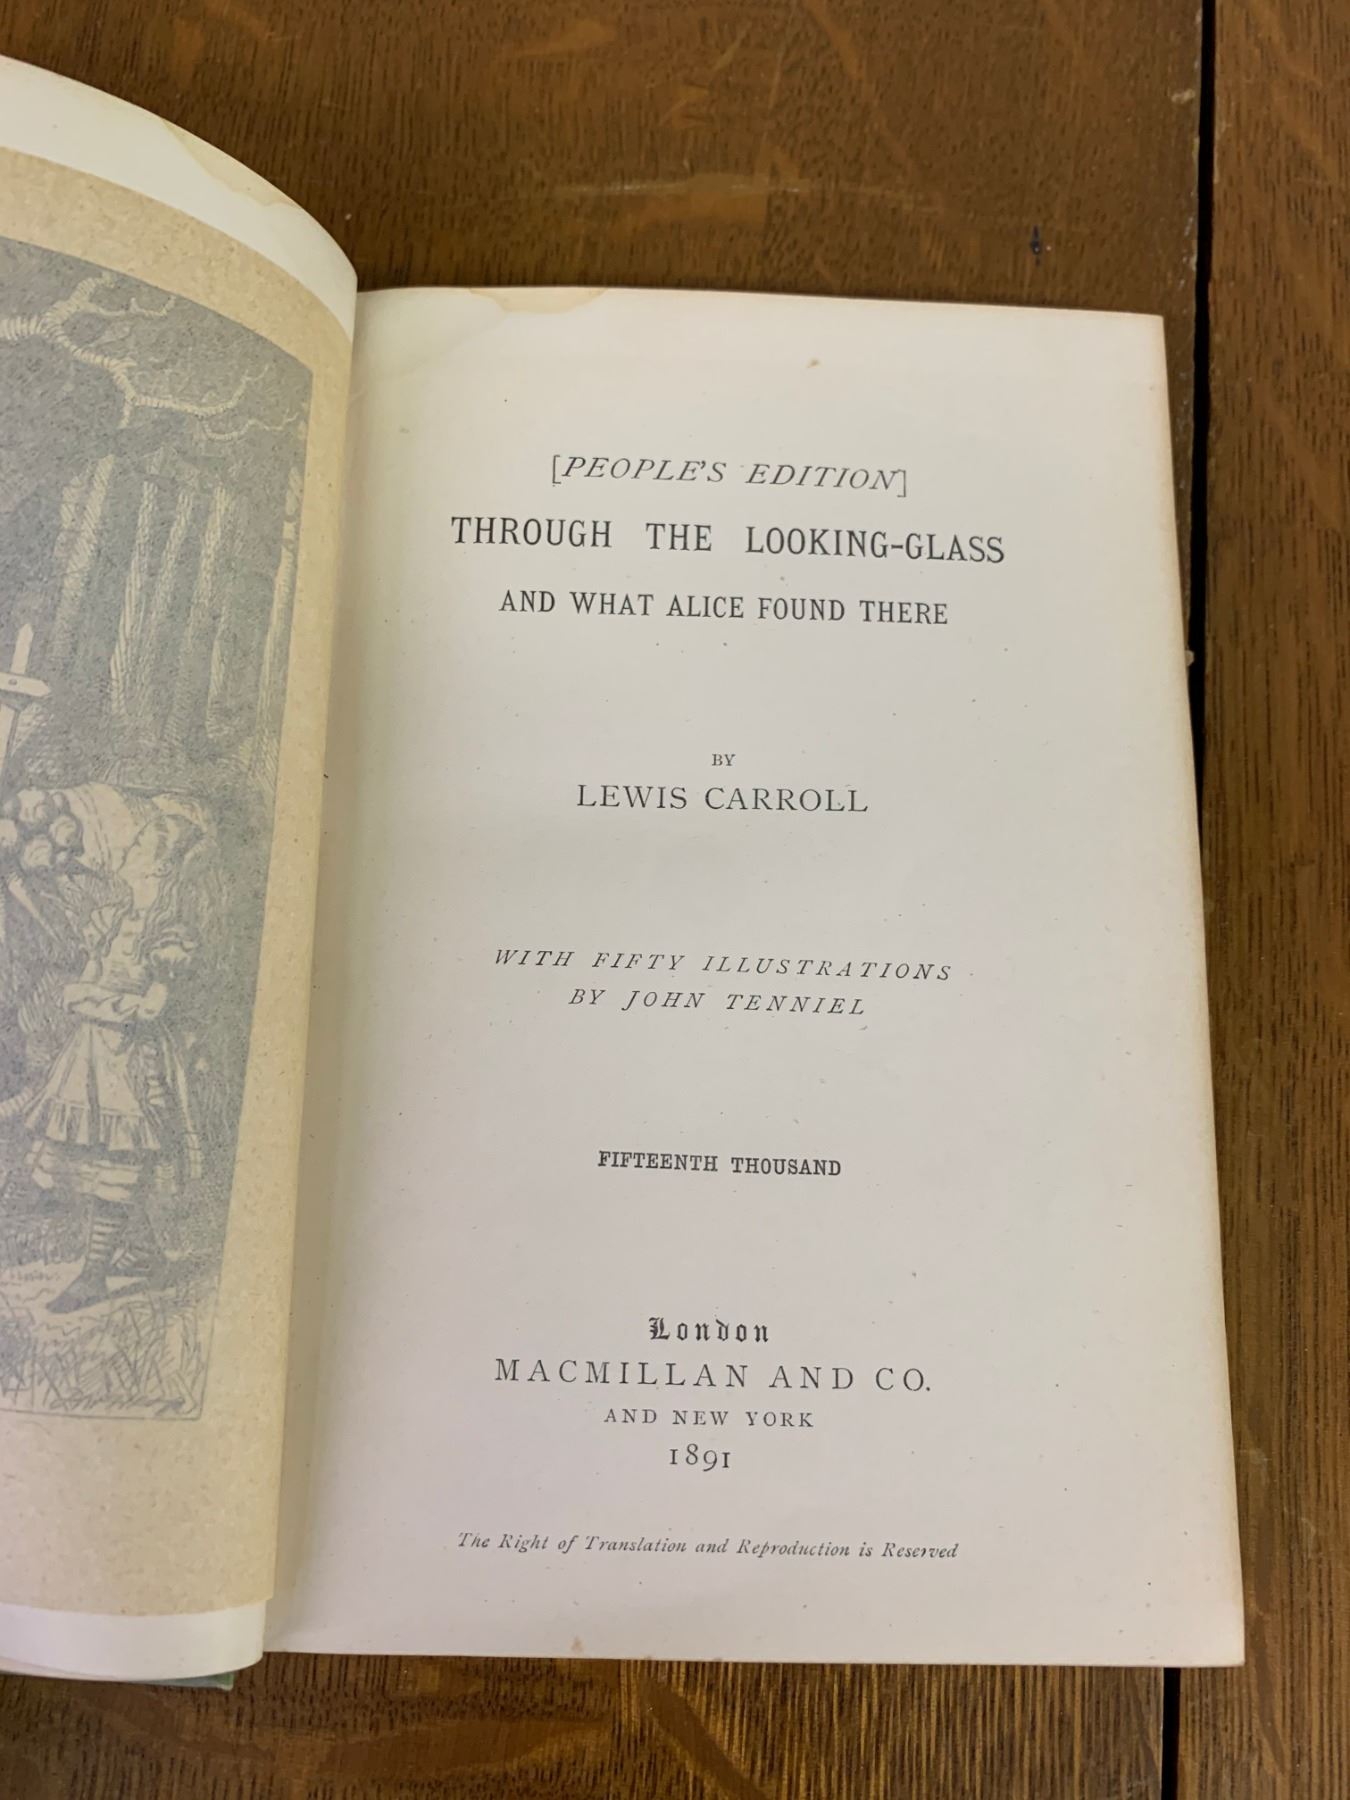 [PEOPLE'S EDITION]
THROUGH THE LOOKING-GLASS
AND WHAT ALICE FOUND THERE
BY
LEWIS CARROLL
WITH FIFTY ILLUSTRATIONS
BY JOHN TENNIEL
FIFTEENTH THOUSAND
London
MACMILLAN AND CO.
AND NEW YORK
1891
The Right of Translation and Reproduction is Reserved